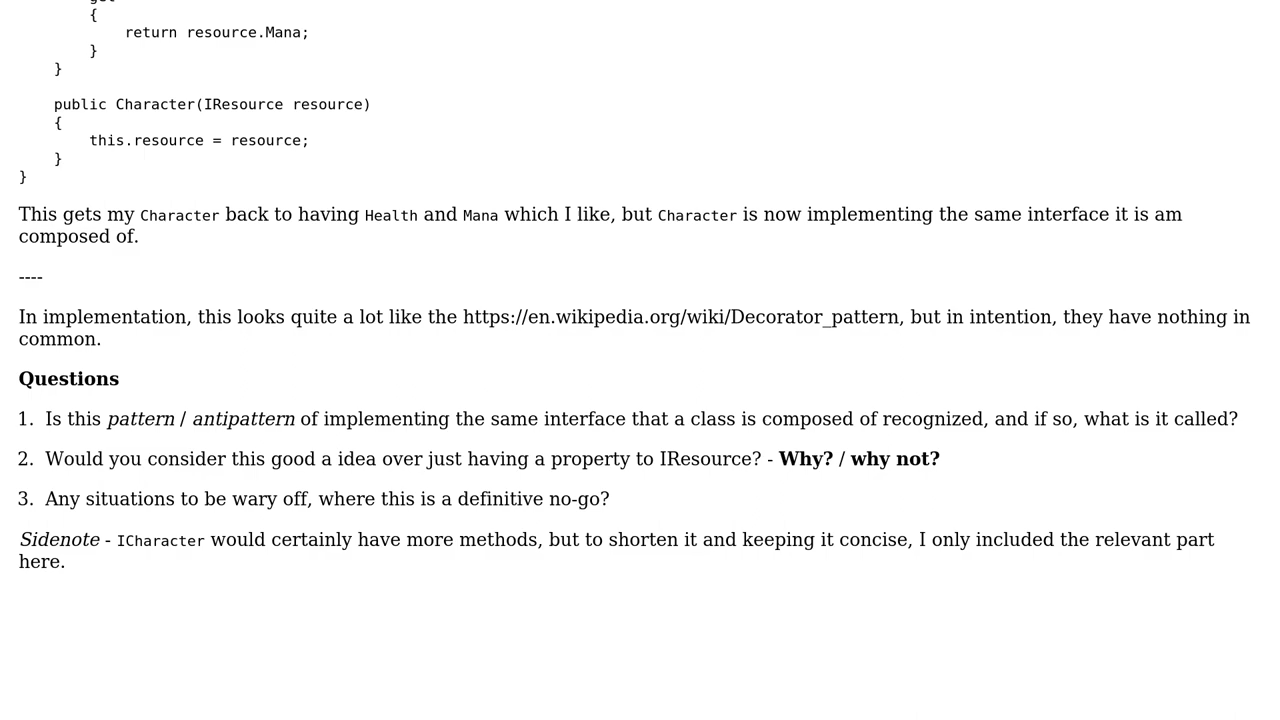 {
return resource.Mana;
}
}
public Character(IResource resource)
{
this.resource = resource;
}
}
This gets my Character back to having Health and Mana which I like, but Character is now implementing the same interface it is am
composed of.
----
In implementation, this looks quite a lot like the https://en.wikipedia.org/wiki/Decorator_pattern, but in intention, they have nothing in
common.
Questions
1. Is this pattern / antipattern of implementing the same interface that a class is composed of recognized, and if so, what is it called?
2. Would you consider this good a idea over just having a property to IResource? - Why? / why not?
3. Any situations to be wary off, where this is a definitive no-go?
Sidenote - ICharacter would certainly have more methods, but to shorten it and keeping it concise, I only included the relevant part
here.